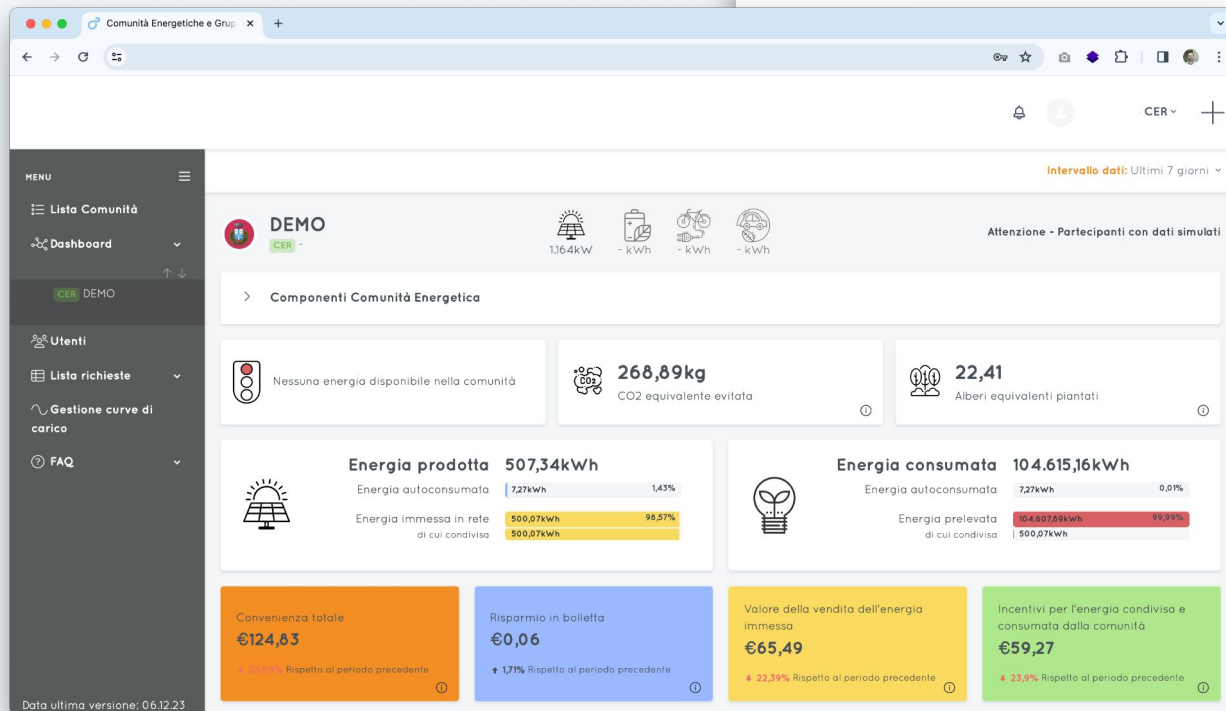 Comunità Energetiche e Grup
CER
Intervallo dati: Ultimi 7 giorni
MENU
Lista Comunità
Dashboard
CER DEMO
Utenti
Lista richieste
Gestione curve di
carico
FAQ
Data ultima versione: 06.12.23
DEMO
CER -
1.164kW
- kWh
- kWh
- kWh
Attenzione - Partecipanti con dati simulati
Componenti Comunità Energetica
Nessuna energia disponibile nella comunità
CO2
268,89kg
CO2 equivalente evitata
22,41
Alberi equivalenti piantati
Energia prodotta 507,34kWh
Energia autoconsumata 7,27kWh 1,43%
Energia immessa in rete 500,07kWh 98,57%
di cui condivisa 500,07kWh
Energia consumata 104.615,16kWh
Energia autoconsumata 7,27kWh 0,01%
Energia prelevata 104.607,89kWh 99,99%
di cui condivisa 500,07kWh
Convenienza totale
€124,83
23,09% Rispetto al periodo precedente
Risparmio in bolletta
€0,06
1,71% Rispetto al periodo precedente
Valore della vendita dell'energia
immessa
€65,49
22,39% Rispetto al periodo precedente
Incentivi per l'energia condivisa e
consumata dalla comunità
€59,27
23,9% Rispetto al periodo precedente